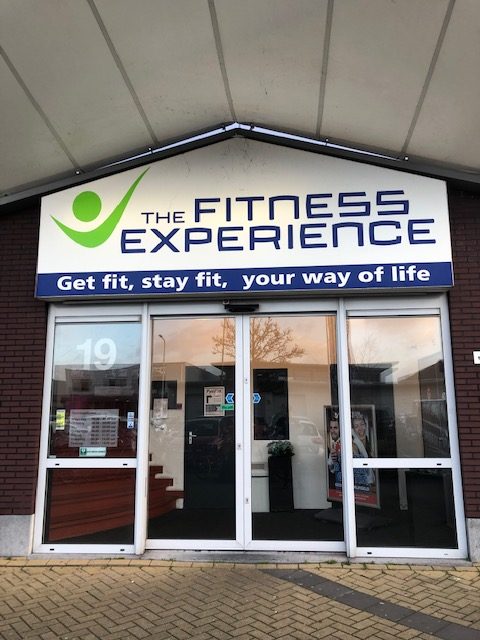 THE FITNESS
EXPERIENCE
Get fit, stay fit, your way of life
19